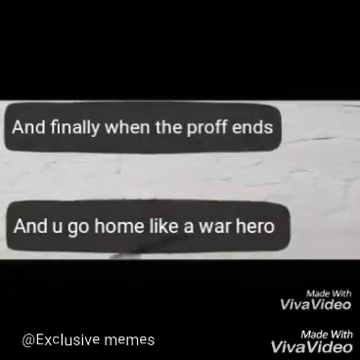 And finally when the proff ends
And u go home like a war hero
Made With
VivaVideo
@Exclusive memes
Made With
VivaVideo